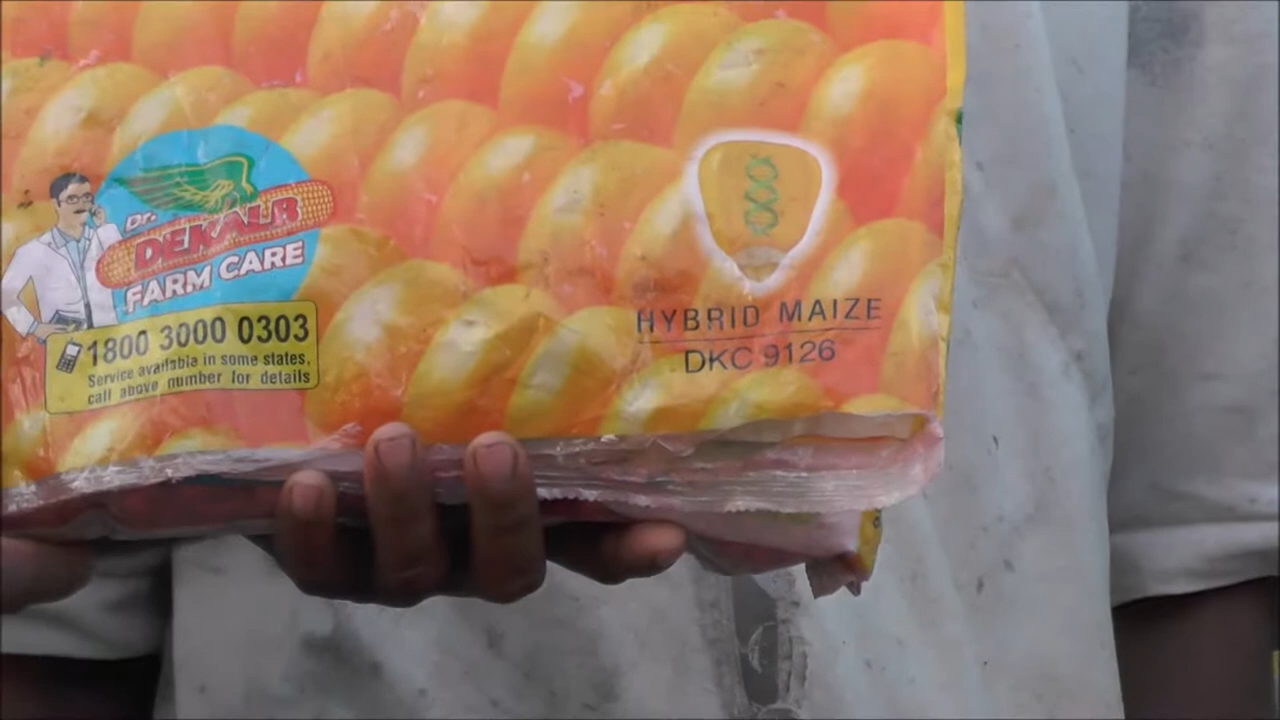 Dr.
DEKALB
FARM CARE
1800 3000 0303
Service available in some states,
call above number for details
HYBRID MAIZE
DKC 9126